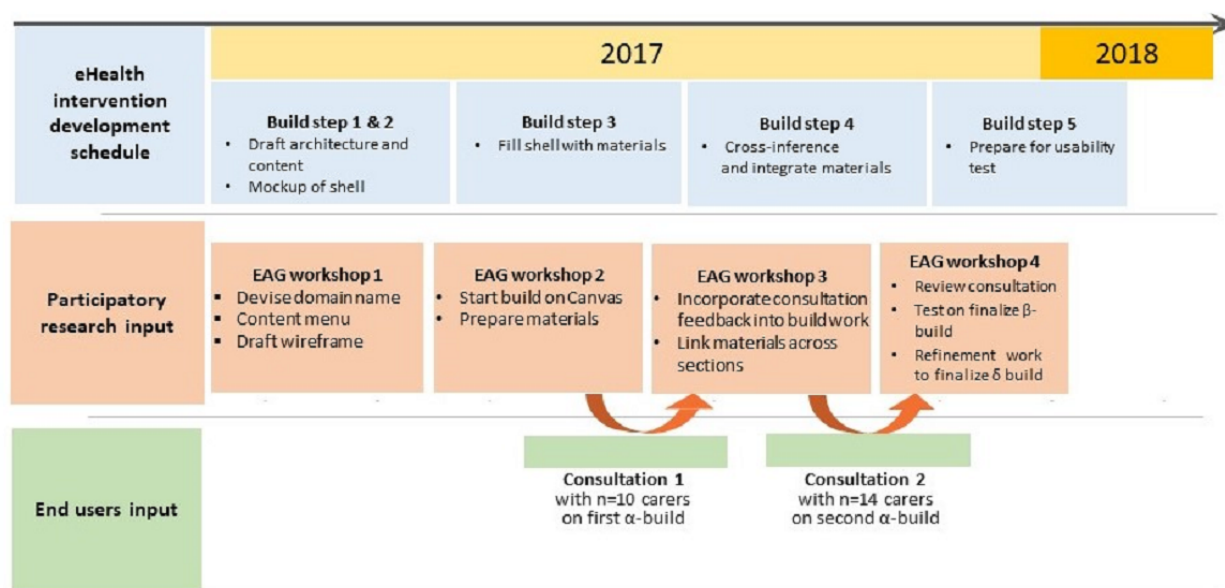 2017
2018
eHealth
intervention
development
schedule
Build step 1 & 2
• Draft architecture and
content
• Mockup of shell
Build step 3
• Fill shell with materials
Build step 4
• Cross-inference
and integrate materials
Build step 5
• Prepare for usability
test
Participatory
research input
EAG workshop 1
▪ Devise domain name
▪ Content menu
▪ Draft wireframe
EAG workshop 2
• Start build on Canvas
• Prepare materials
EAG workshop 3
• Incorporate consultation
feedback into build work
• Link materials across
sections
EAG workshop 4
• Review consultation
• Test on finalize β-
build
• Refinement work
to finalize δ build
End users input
Consultation 1
with n=10 carers
on first α-build
Consultation 2
with n=14 carers
on second α-build